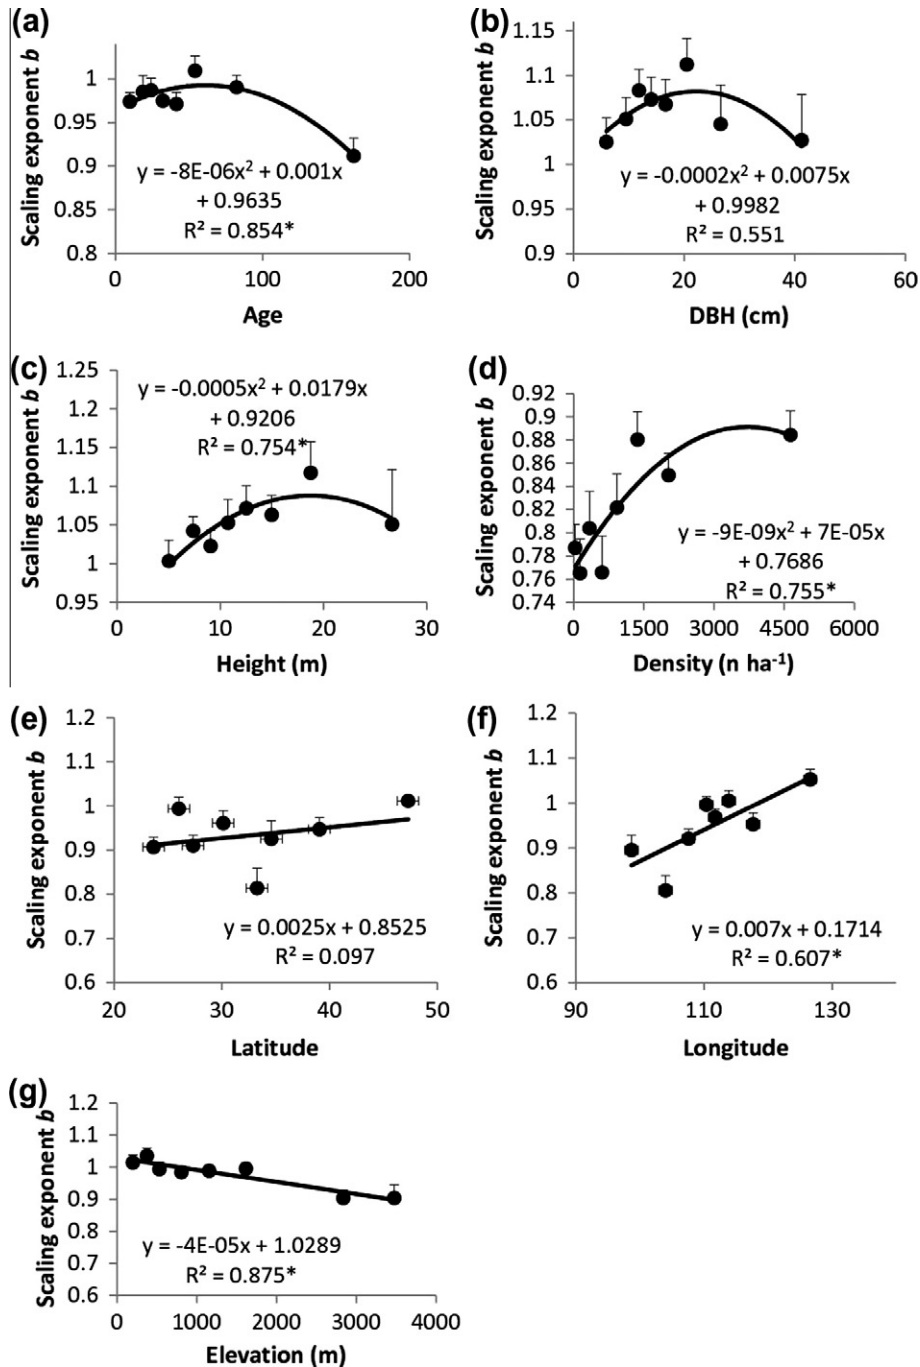 (a)
Scaling exponent b
1
0.95
0.9
0.85
0.8
y = -8E-06x² + 0.001x
+ 0.9635
R² = 0.854*
0
100
200
Age
(b)
Scaling exponent b
1.15
1.1
1.05
1
0.95
0.9
y = -0.0002x² + 0.0075x
+ 0.9982
R² = 0.551
0
20
40
60
DBH (cm)
(c)
Scaling exponent b
1.25
1.2
1.15
1.1
1.05
1
0.95
y = -0.0005x² + 0.0179x
+ 0.9206
R² = 0.754*
0
10
20
30
Height (m)
(d)
Scaling exponent b
0.92
0.9
0.88
0.86
0.84
0.82
0.8
0.78
0.76
0.74
y = -9E-09x² + 7E-05x
+ 0.7686
R² = 0.755*
0
1500
3000
4500
6000
Density (n ha⁻¹)
(e)
Scaling exponent b
1.2
1.1
1
0.9
0.8
0.7
0.6
y = 0.0025x + 0.8525
R² = 0.097
20
30
40
50
Latitude
(f)
Scaling exponent b
1.2
1.1
1
0.9
0.8
0.7
0.6
y = 0.007x + 0.1714
R² = 0.607*
90
110
130
Longitude
(g)
Scaling exponent b
1.2
1.1
1
0.9
0.8
0.7
0.6
y = -4E-05x + 1.0289
R² = 0.875*
0
1000
2000
3000
4000
Elevation (m)